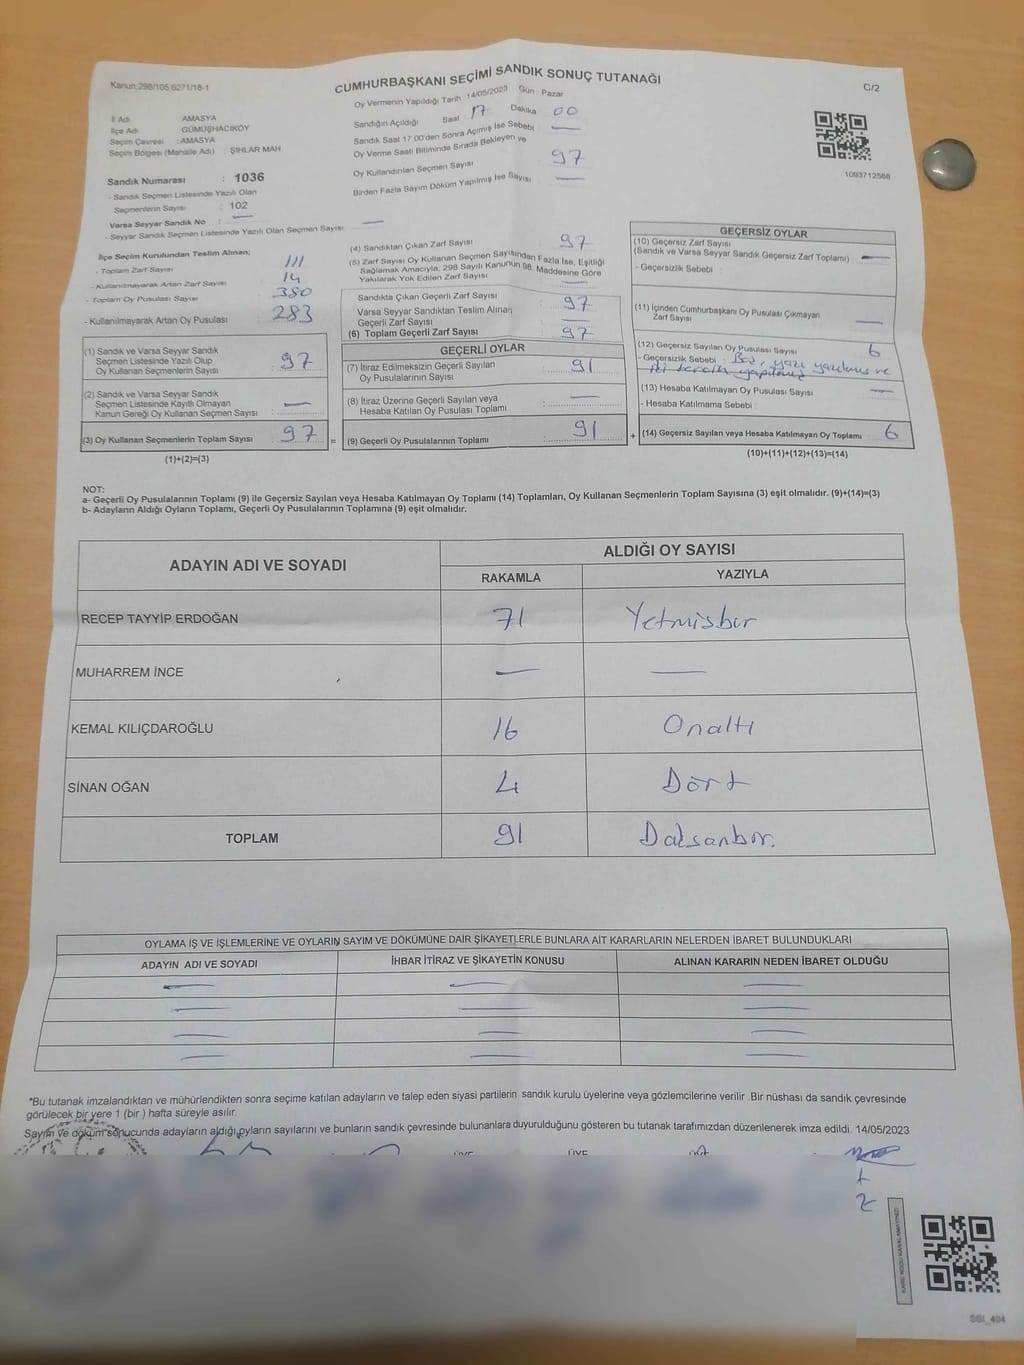 Kanun:298/105,6271/18-1
CUMHURBAŞKANI SEÇİMİ SANDIK SONUÇ TUTANAĞI
C/2
İl Adı AMASYA
İlçe Adı GÜMÜŞHACIKÖY
Seçim Çevresi : AMASYA
Seçim Bölgesi (Mahalle Adı) ŞIHLAR MAH
Sandık Numarası : 1036
- Sandık Seçmen Listesinde Yazılı Olan
Seçmenlerin Sayısı : 102
Varsa Seyyar Sandık No : —
- Seyyar Sandık Seçmen Listesinde Yazılı Olan Seçmen Sayısı: —
Oy Vermenin Yapıldığı Tarih 14/05/2023 Gün Pazar
Sandığın Açıldığı Saat 17 Dakika 00
Sandık Saat 17:00'den Sonra Açımış İse Sebebi —
Oy Verme Saati Bitiminde Sırada Bekleyen ve
Oy Kullandırılan Seçmen Sayısı 97
Birden Fazla Sayım Döküm Yapılmış İse Sayısı —
1093712568
İlçe Seçim Kurulundan Teslim Alınan;
- Toplam Zarf Sayısı 111
- Kullanılmayarak Artan Zarf Sayısı 14
- Toplam Oy Pusulası Sayısı 380
- Kullanılmayarak Artan Oy Pusulası 283
(4) Sandıktan Çıkan Zarf Sayısı 97
(5) Zarf Sayısı Oy Kullanan Seçmen Sayısından Fazla İse, Eşitliği
Sağlamak Amacıyla, 298 Sayılı Kanunun 98. Maddesine Göre
Yakılarak Yok Edilen Zarf Sayısı —
Sandıkta Çıkan Geçerli Zarf Sayısı 97
Varsa Seyyar Sandıktan Teslim Alınan
Geçerli Zarf Sayısı —
(6) Toplam Geçerli Zarf Sayısı 97
GEÇERSİZ OYLAR
(10) Geçersiz Zarf Sayısı
(Sandık ve Varsa Seyyar Sandık Geçersiz Zarf Toplamı) —
- Geçersizlik Sebebi :
(11) İçinden Cumhurbaşkanı Oy Pusulası Çıkmayan
Zarf Sayısı —
(12) Geçersiz Sayılan Oy Pusulası Sayısı 6
- Geçersizlik Sebebi : Boş, yazı yazılmış ve
iki tercih yapılmış
(13) Hesaba Katılmayan Oy Pusulası Sayısı —
- Hesaba Katılmama Sebebi :
(1) Sandık ve Varsa Seyyar Sandık
Seçmen Listesinde Yazılı Olup
Oy Kullanan Seçmenlerin Sayısı : 97
(2) Sandık ve Varsa Seyyar Sandık
Seçmen Listesinde Kayıtlı Olmayan
Kanun Gereği Oy Kullanan Seçmen Sayısı : —
(3) Oy Kullanan Seçmenlerin Toplam Sayısı : 97 =
GEÇERLİ OYLAR
(7) İtiraz Edilmeksizin Geçerli Sayılan
Oy Pusulalarının Sayısı : 91
(8) İtiraz Üzerine Geçerli Sayılan veya
Hesaba Katılan Oy Pusulası Toplamı : —
(9) Geçerli Oy Pusulalarının Toplamı : 91
+ (14) Geçersiz Sayılan veya Hesaba Katılmayan Oy Toplamı 6
(1)+(2)=(3)
(10)+(11)+(12)+(13)=(14)
NOT:
a- Geçerli Oy Pusulalarının Toplamı (9) ile Geçersiz Sayılan veya Hesaba Katılmayan Oy Toplamı (14) Toplamları, Oy Kullanan Seçmenlerin Toplam Sayısına (3) eşit olmalıdır. (9)+(14)=(3)
b- Adayların Aldığı Oyların Toplamı, Geçerli Oy Pusulalarının Toplamına (9) eşit olmalıdır.
ADAYIN ADI VE SOYADI
ALDIĞI OY SAYISI
RAKAMLA YAZIYLA
RECEP TAYYİP ERDOĞAN 71 Yetmisbir
MUHARREM İNCE — —
KEMAL KILIÇDAROĞLU 16 Onaltı
SİNAN OĞAN 4 Dört
TOPLAM 91 Doksanbir.
OYLAMA İŞ VE İŞLEMLERİNE VE OYLARIN SAYIM VE DÖKÜMÜNE DAİR ŞİKAYETLERLE BUNLARA AİT KARARLARIN NELERDEN İBARET BULUNDUKLARI
ADAYIN ADI VE SOYADI İHBAR İTİRAZ VE ŞİKAYETİN KONUSU ALINAN KARARIN NEDEN İBARET OLDUĞU
— — —
— — —
— — —
— — —
*Bu tutanak imzalandıktan ve mühürlendikten sonra seçime katılan adayların ve talep eden siyasi partilerin sandık kurulu üyelerine veya gözlemcilerine verilir .Bir nüshası da sandık çevresinde
görülecek bir yere 1 (bir ) hafta süreyle asılır.
Sayım ve döküm sonucunda adayların aldığı oyların sayılarını ve bunların sandık çevresinde bulunanlara duyurulduğunu gösteren bu tutanak tarafımızdan düzenlenerek imza edildi. 14/05/2023
ÜYE ÜYE
KARE KODU KARALAMAYINIZ!
SSI_404